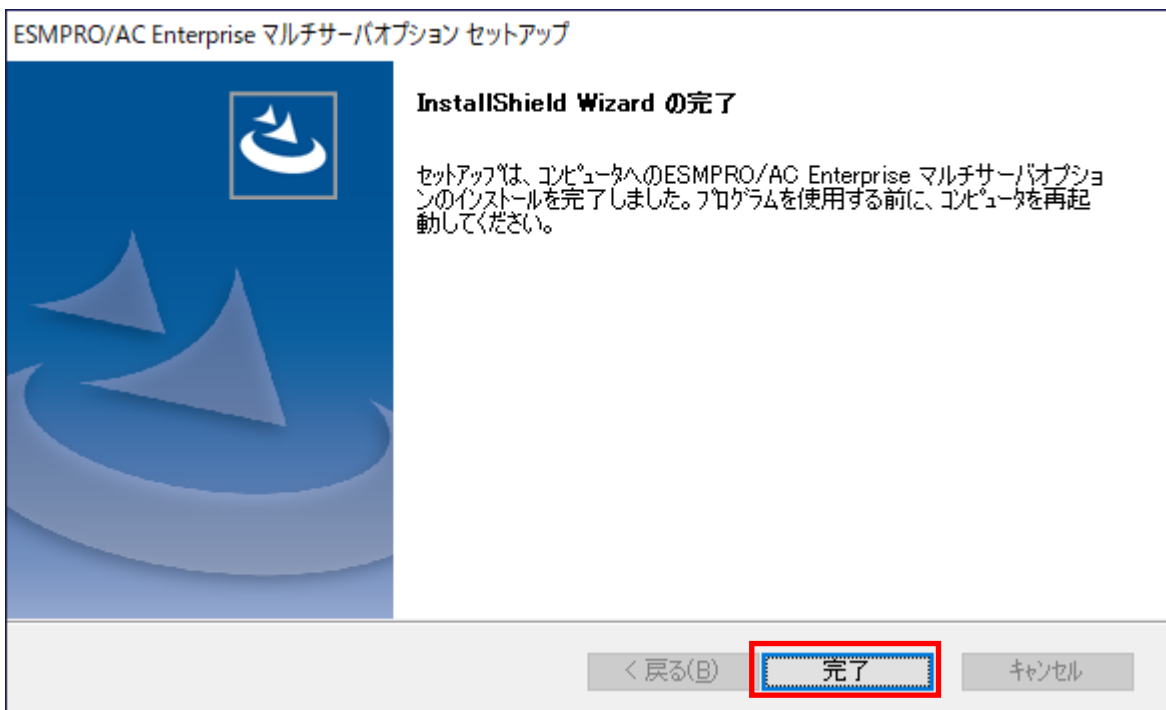 ESMPRO/AC Enterprise マルチサーバオプション セットアップ
InstallShield Wizard の完了
セットアップは、コンピュータへのESMPRO/AC Enterprise マルチサーバオプショ
ンのインストールを完了しました。プログラムを使用する前に、コンピュータを再起
動してください。
< 戻る(B)
完了
キャンセル